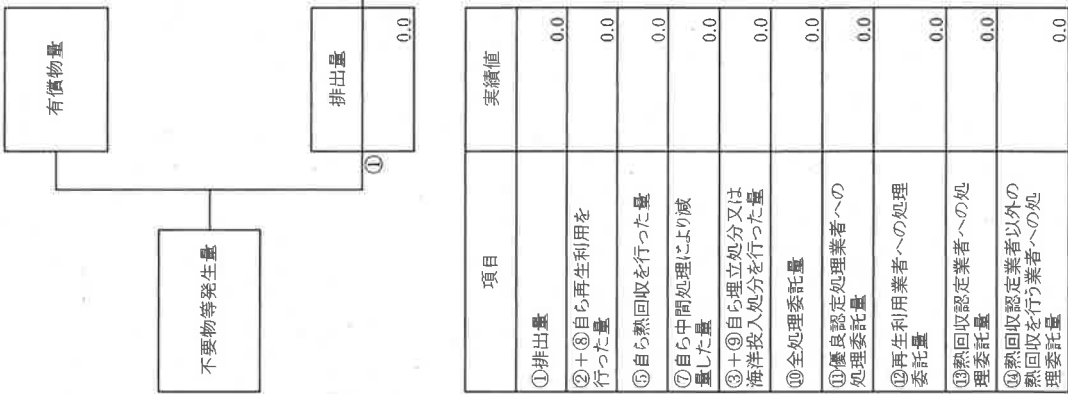 有償物量
不要物等発生量
排出量
①
0.0
項目
実績値
①排出量
0.0
②+⑧自ら再生利用を
行った量
0.0
⑤自ら熱回収を行った量
0.0
⑦自ら中間処理により減
量した量
0.0
③+⑨自ら埋立処分又は
海洋投入処分を行った量
0.0
⑩全処理委託量
0.0
⑪優良認定処理業者への
処理委託量
0.0
⑫再生利用業者への処理
委託量
0.0
⑬熱回収認定業者への処
理委託量
0.0
⑭熱回収認定業者以外の
熱回収を行う業者への処
理委託量
0.0